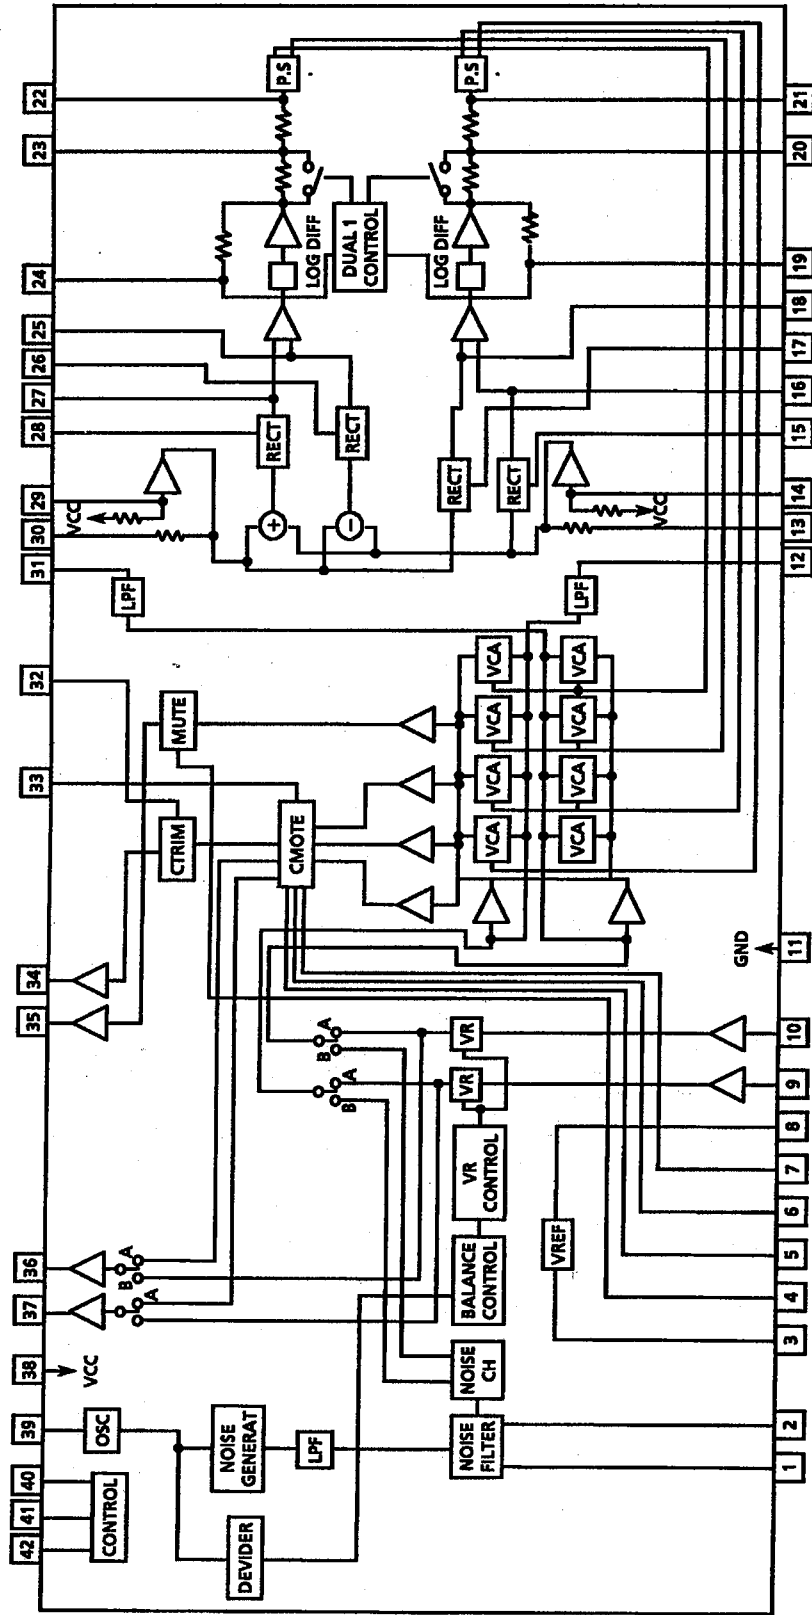 42
41
40
39
38
37
36
35
34
33
32
31
30
29
28
27
26
25
24
23
22
CONTROL
OSC
VCC
B
A
A
CTRIM
MUTE
LPF
VCC
DEVIDER
NOISE
GENERAT
LPF
CMOTE
+
-
RECT
RECT
LOG DIFF
P.S
B
A
B
A
DUAL 1
CONTROL
NOISE
FILTER
NOISE
CH
BALANCE
CONTROL
VR
CONTROL
VR
VR
VCA
VCA
VCA
VCA
RECT
RECT
LOG DIFF
P.S
VREF
VCA
VCA
VCA
VCA
LPF
VCC
GND
1
2
3
4
5
6
7
8
9
10
11
12
13
14
15
16
17
18
19
20
21